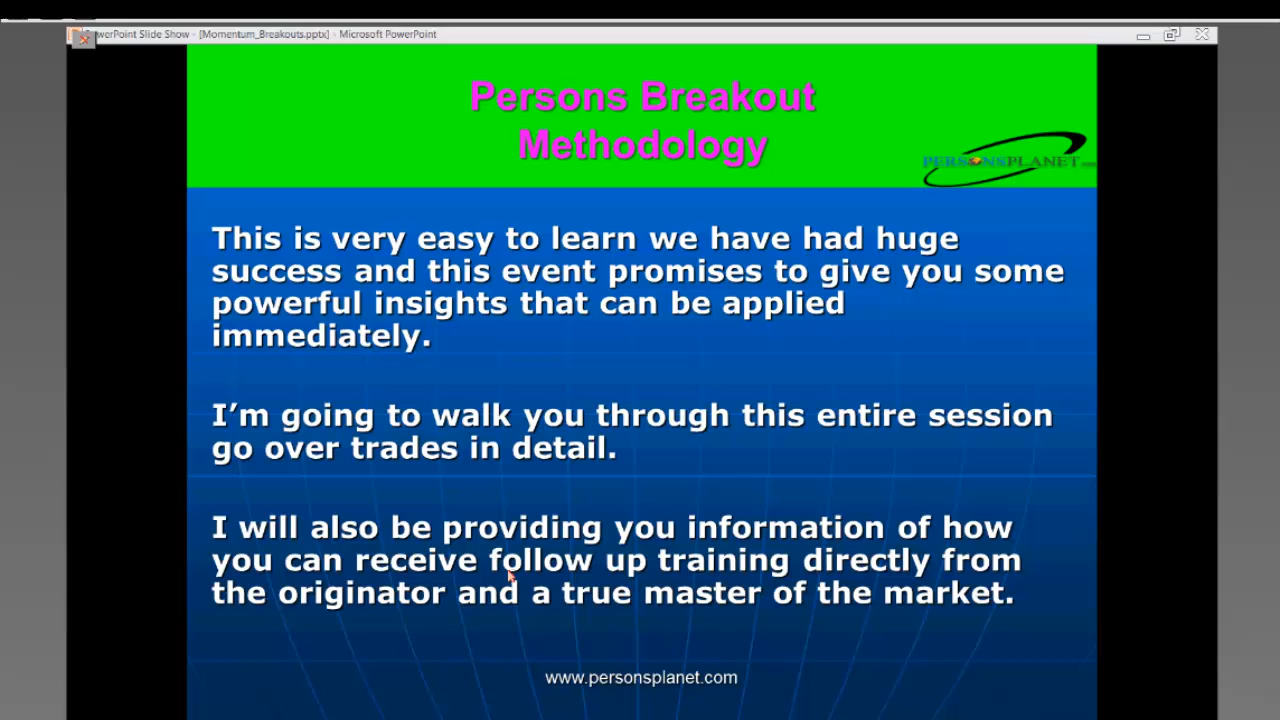 PowerPoint Slide Show - [Momentum_Breakouts.pptx] - Microsoft PowerPoint
Persons Breakout
Methodology
PERSONSPLANET
This is very easy to learn we have had huge
success and this event promises to give you some
powerful insights that can be applied
immediately.
I’m going to walk you through this entire session
go over trades in detail.
I will also be providing you information of how
you can receive follow up training directly from
the originator and a true master of the market.
www.personsplanet.com